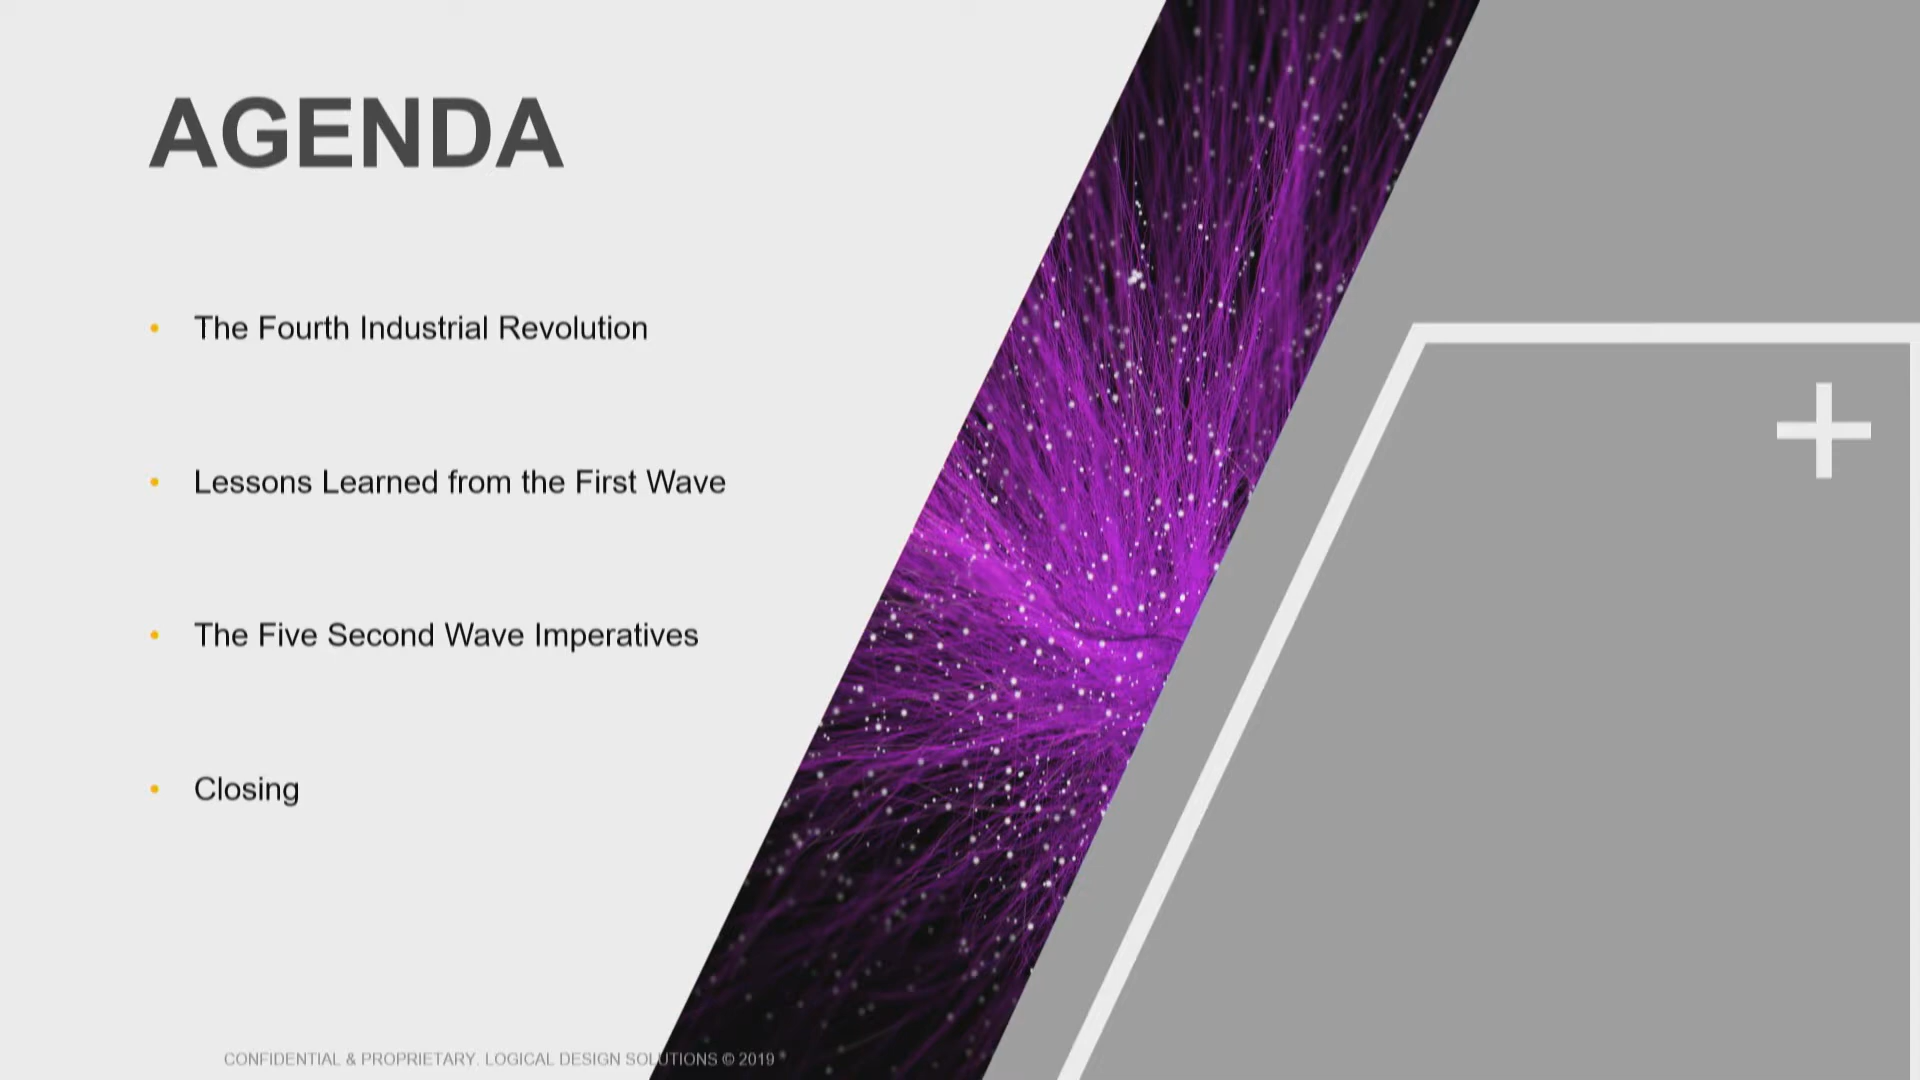 AGENDA
• The Fourth Industrial Revolution
• Lessons Learned from the First Wave
• The Five Second Wave Imperatives
• Closing
CONFIDENTIAL & PROPRIETARY. LOGICAL DESIGN SOLUTIONS © 2019